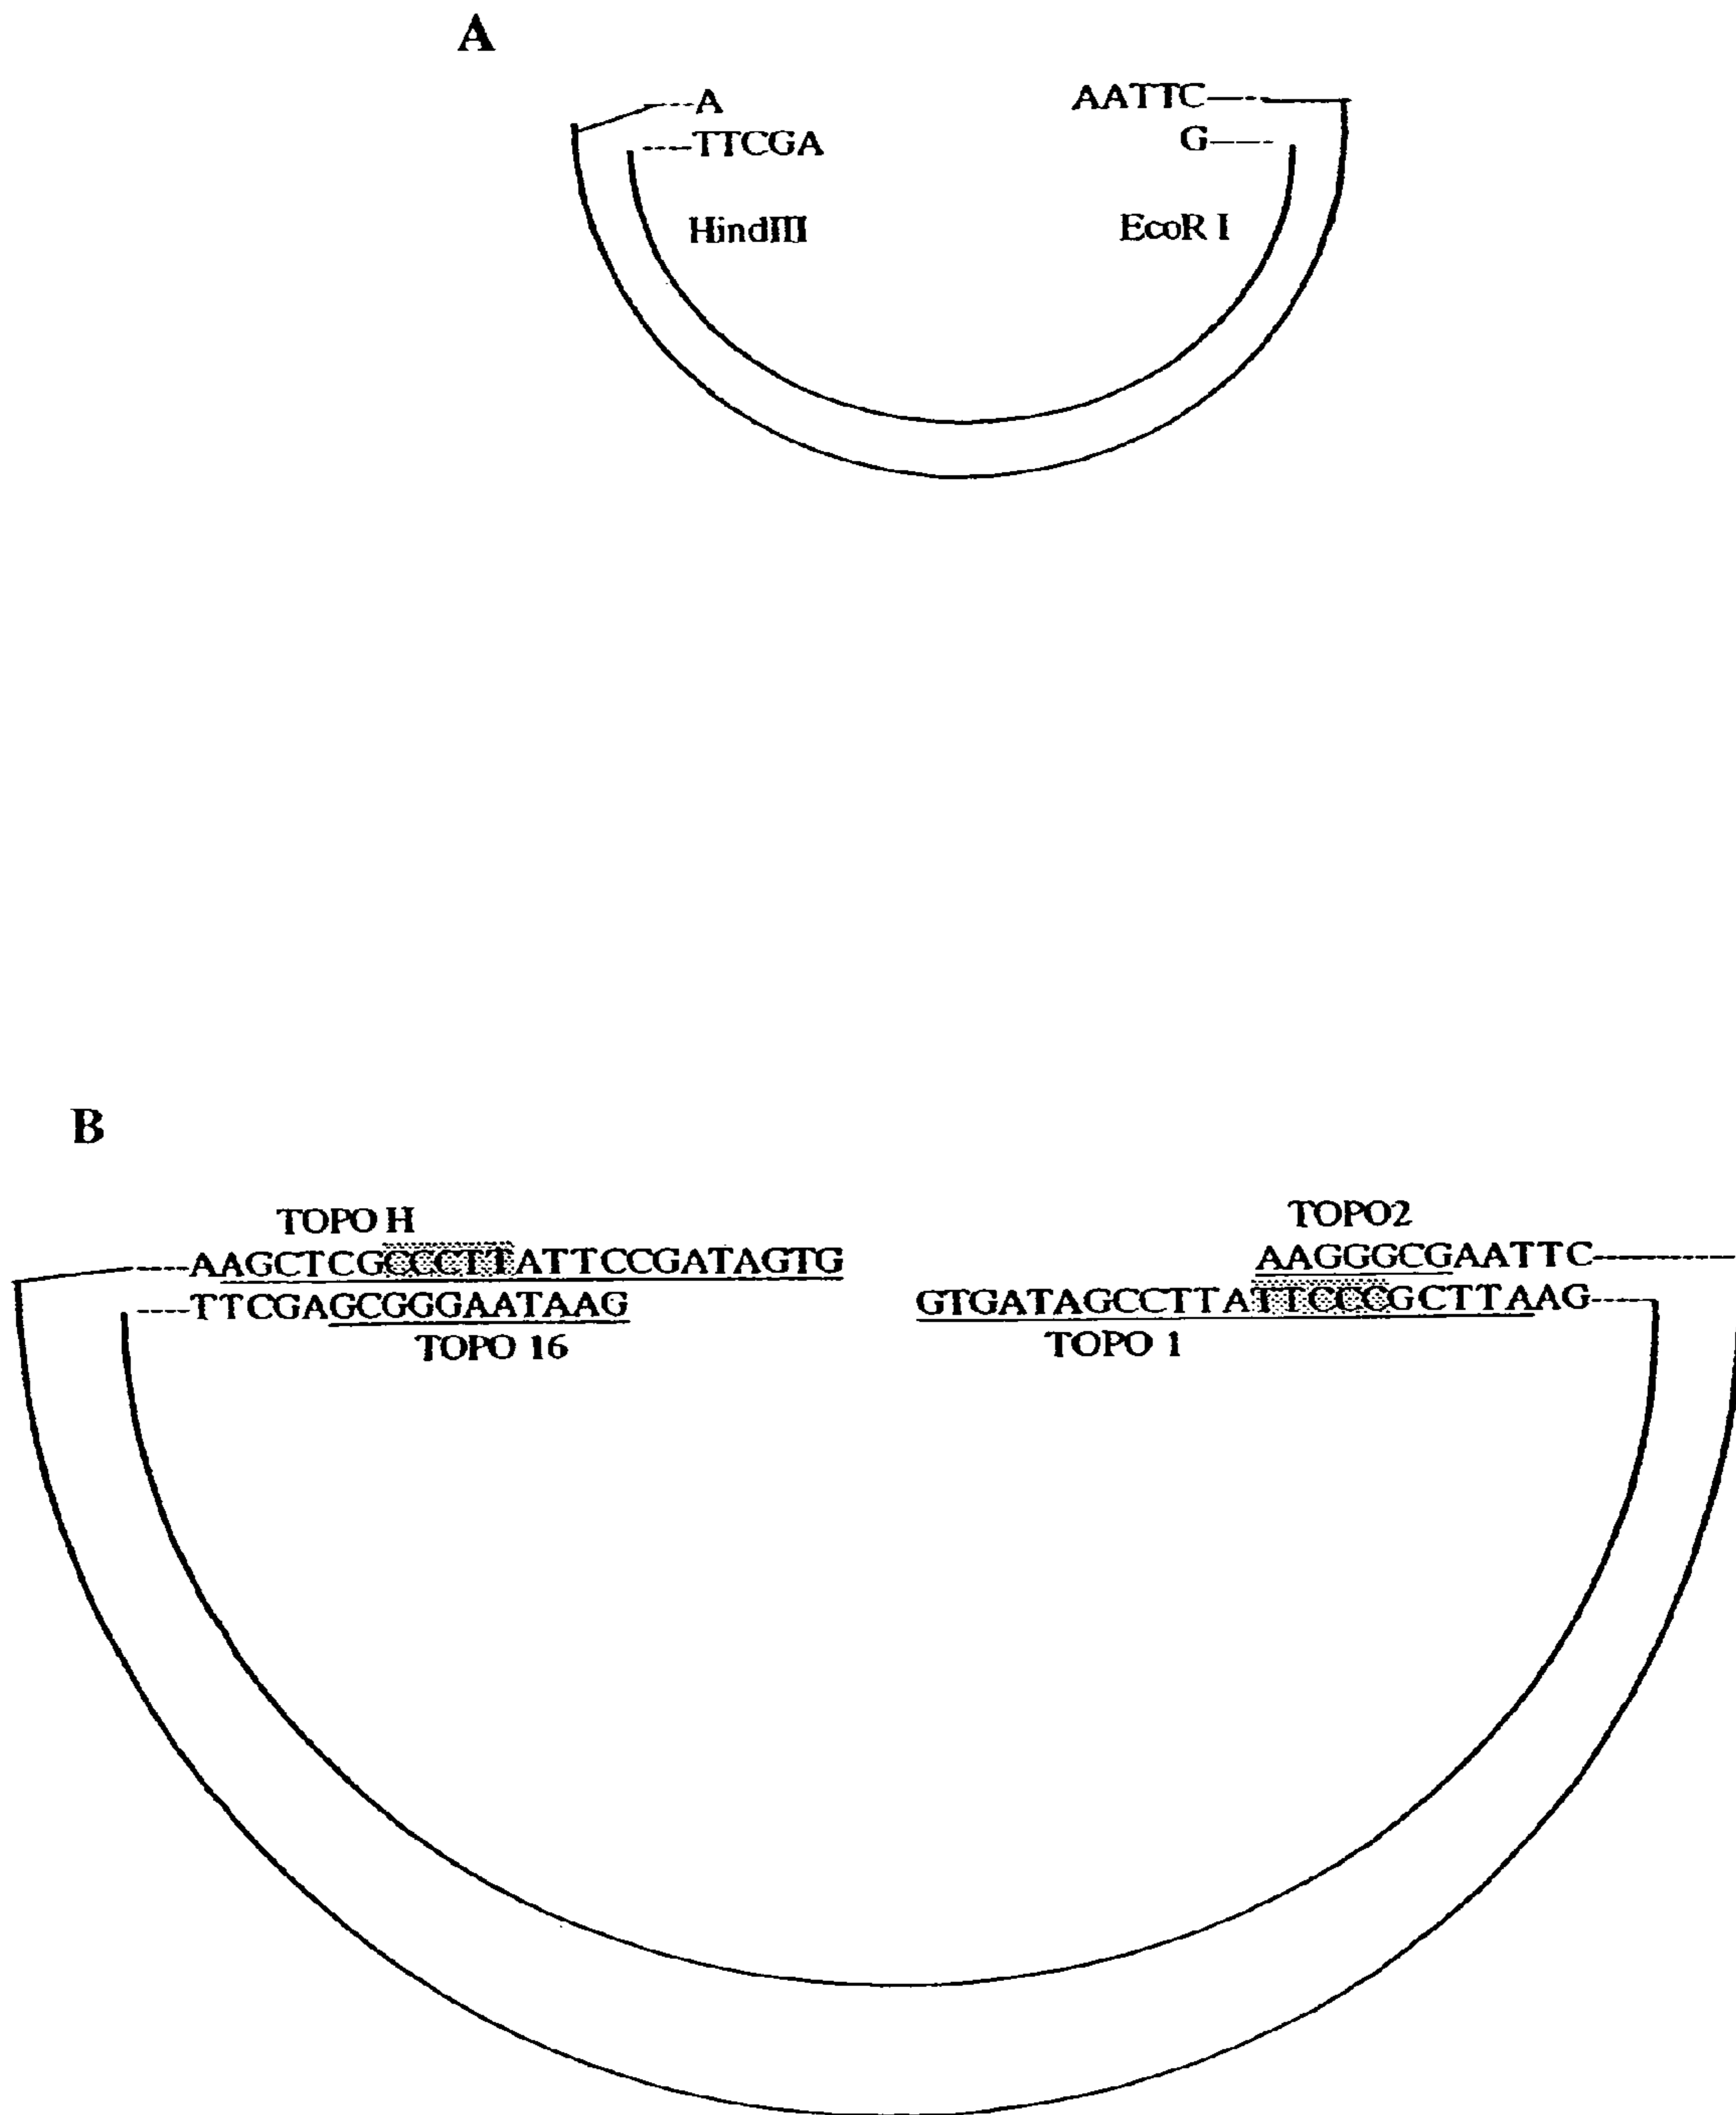 A
---A AATTC---
---TTCGA G----
HindIII EcoR I
B
TOPO H TOPO2
----AAGCTCGCCCTTATTCCGATAGTG AAGGGCGAATTC----
----TTCGAGCGGGAATAAG GTGATAGCCTTATTCCCGCTTAAG----
TOPO 16 TOPO 1